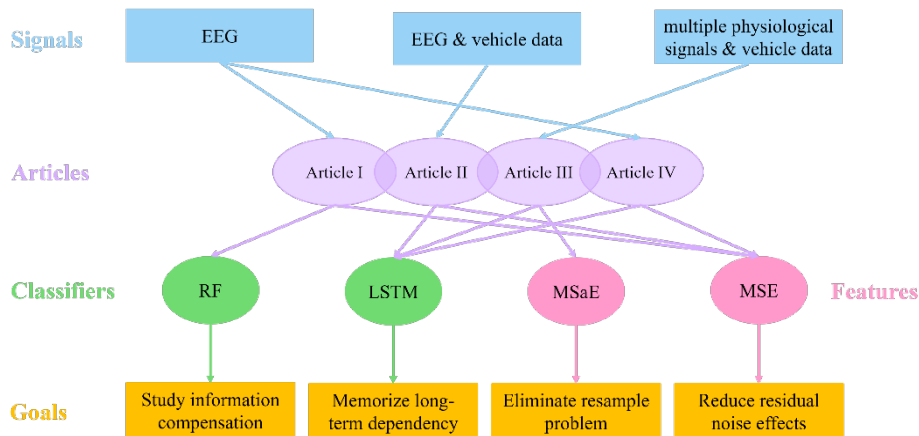 Signals
EEG
EEG & vehicle data
multiple physiological
signals & vehicle data
Articles
Article I
Article II
Article III
Article IV
Classifiers
RF
LSTM
MSaE
MSE
Features
Goals
Study information
compensation
Memorize long-
term dependency
Eliminate resample
problem
Reduce residual
noise effects